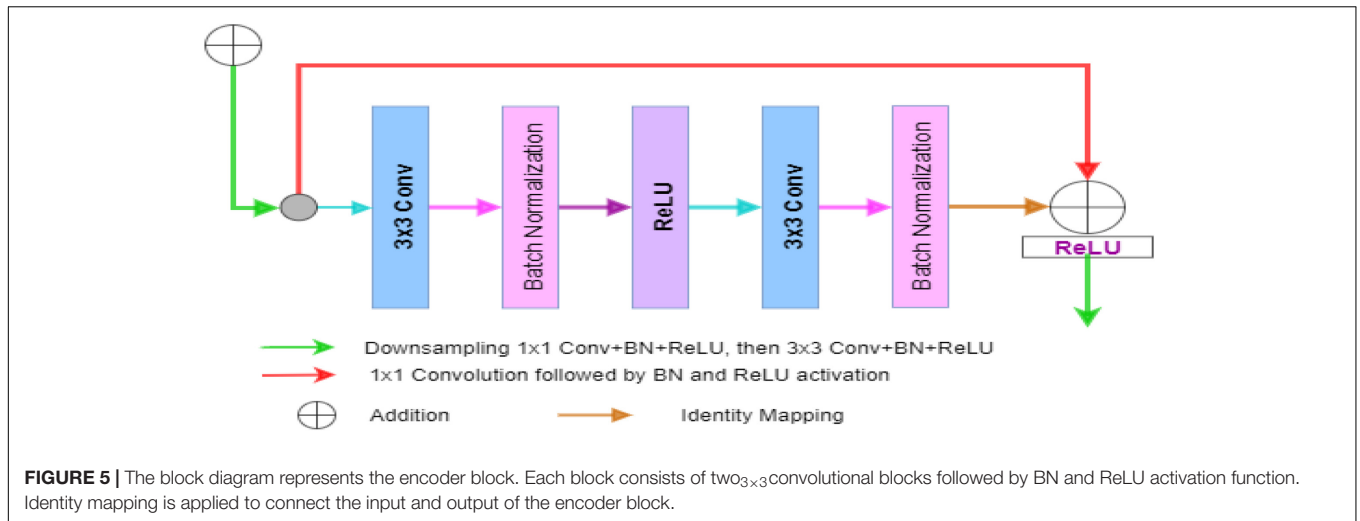 3x3 Conv
Batch Normalization
ReLU
3x3 Conv
Batch Normalization
ReLU
Downsampling 1x1 Conv+BN+ReLU, then 3x3 Conv+BN+ReLU
1x1 Convolution followed by BN and ReLU activation
Addition
Identity Mapping
FIGURE 5 | The block diagram represents the encoder block. Each block consists of two3×3convolutional blocks followed by BN and ReLU activation function.
Identity mapping is applied to connect the input and output of the encoder block.